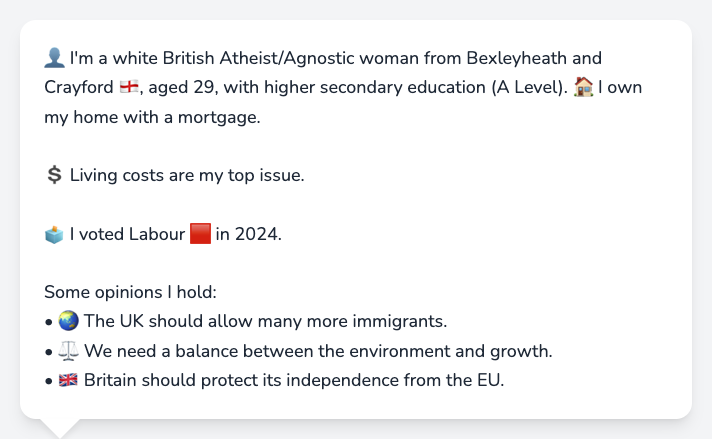 👤 I'm a white British Atheist/Agnostic woman from Bexleyheath and
Crayford 🏴󠁧󠁢󠁥󠁮󠁧󠁿, aged 29, with higher secondary education (A Level). 🏠 I own
my home with a mortgage.
💲 Living costs are my top issue.
🗳️ I voted Labour 🟥 in 2024.
Some opinions I hold:
• 🌏 The UK should allow many more immigrants.
• ⚖️ We need a balance between the environment and growth.
• 🇬🇧 Britain should protect its independence from the EU.